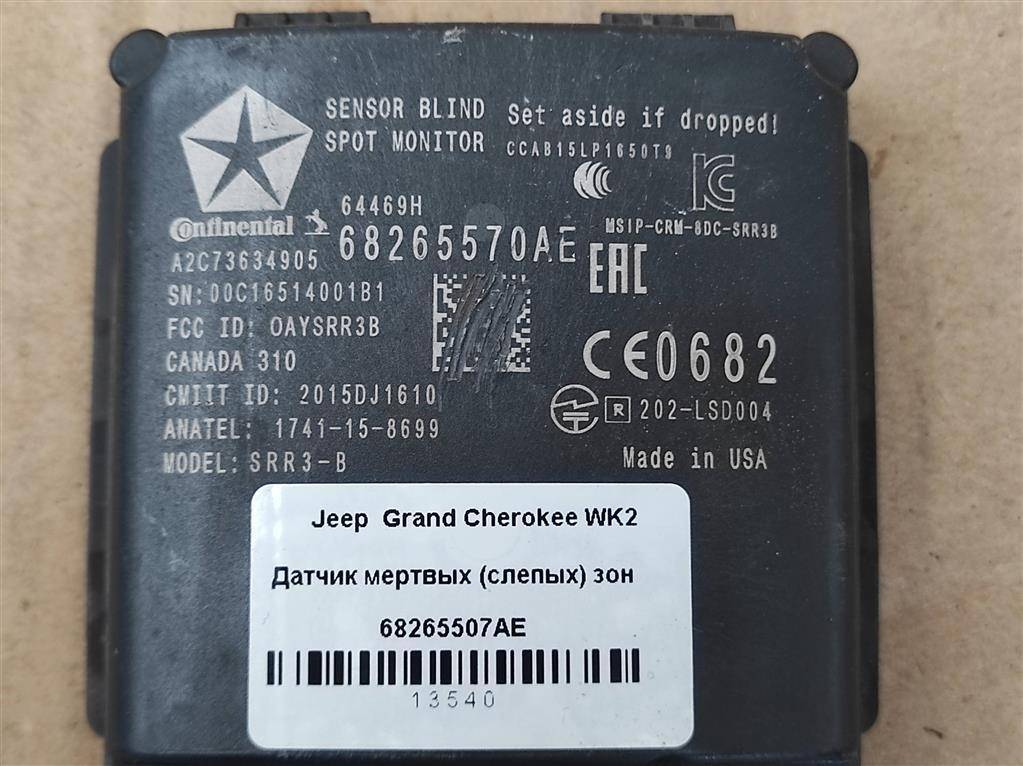 SENSOR BLIND
SPOT MONITOR
Set aside if dropped!
CCAB15LP1650T9
64469H
MSIP-CRM-8DC-SRR3B
Continental
68265570AE
EAC
A2C73634905
SN:00C16514001B1
FCC ID: OAYSRR3B
CE0682
CANADA 310
CMIIT ID: 2015DJ1610
R 202-LSD004
ANATEL: 1741-15-8699
Made in USA
MODEL: SRR3-B
Jeep Grand Cherokee WK2
Датчик мертвых (слепых) зон
68265507AE
13540